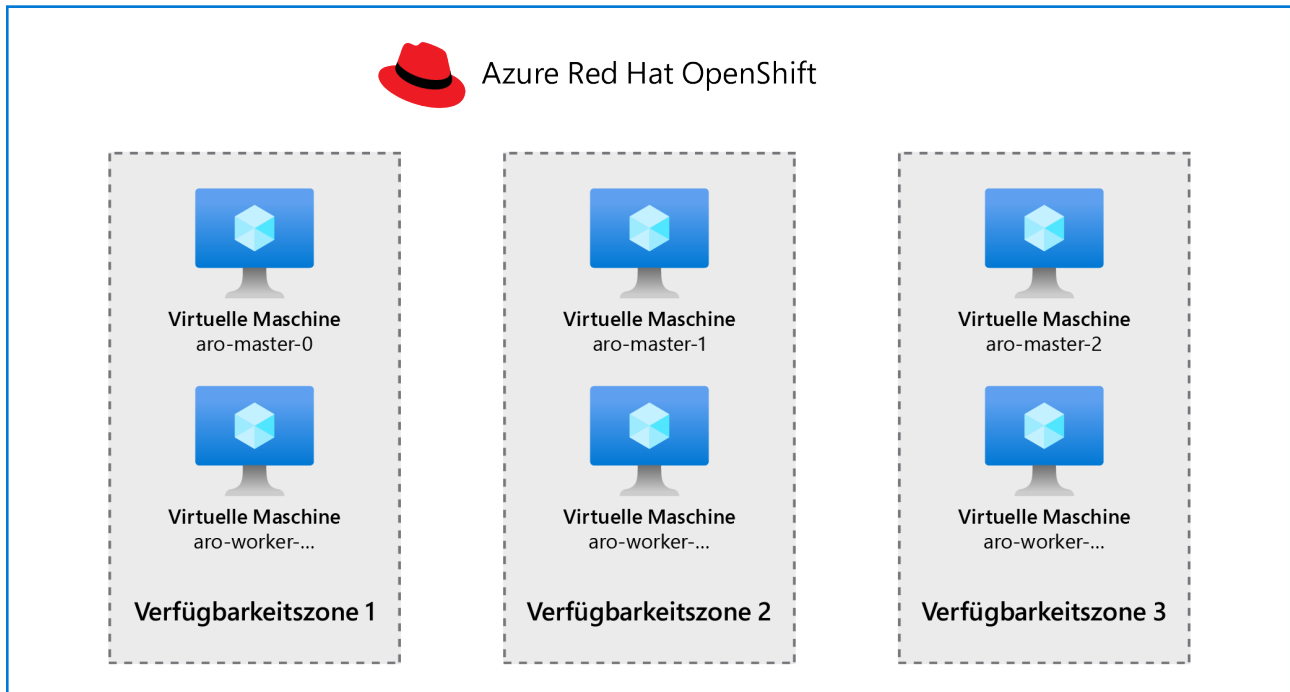 Azure Red Hat OpenShift
Virtuelle Maschine
aro-master-0
Virtuelle Maschine
aro-worker-...
Verfügbarkeitszone 1
Virtuelle Maschine
aro-master-1
Virtuelle Maschine
aro-worker-...
Verfügbarkeitszone 2
Virtuelle Maschine
aro-master-2
Virtuelle Maschine
aro-worker-...
Verfügbarkeitszone 3